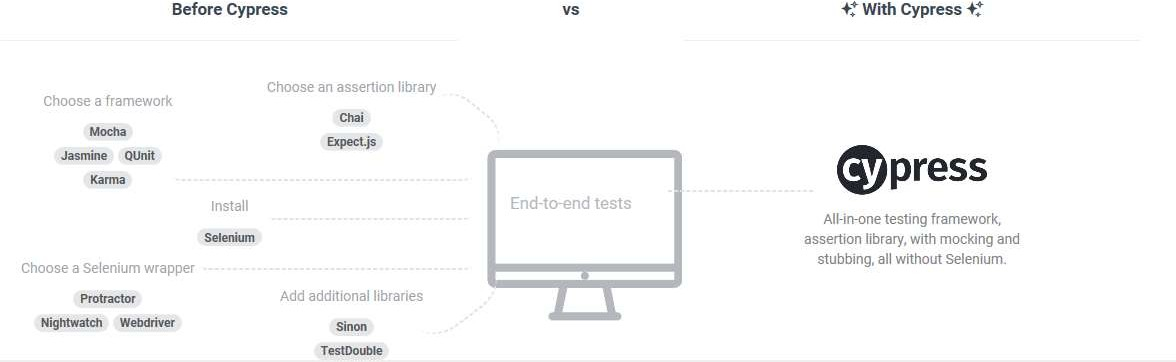 Before Cypress
vs
With Cypress
Choose a framework
Mocha
Jasmine QUnit
Karma
Choose an assertion library
Chai
Expect.js
Install
Selenium
Choose a Selenium wrapper
Protractor
Nightwatch Webdriver
Add additional libraries
Sinon
TestDouble
End-to-end tests
cypress
All-in-one testing framework,
assertion library, with mocking and
stubbing, all without Selenium.